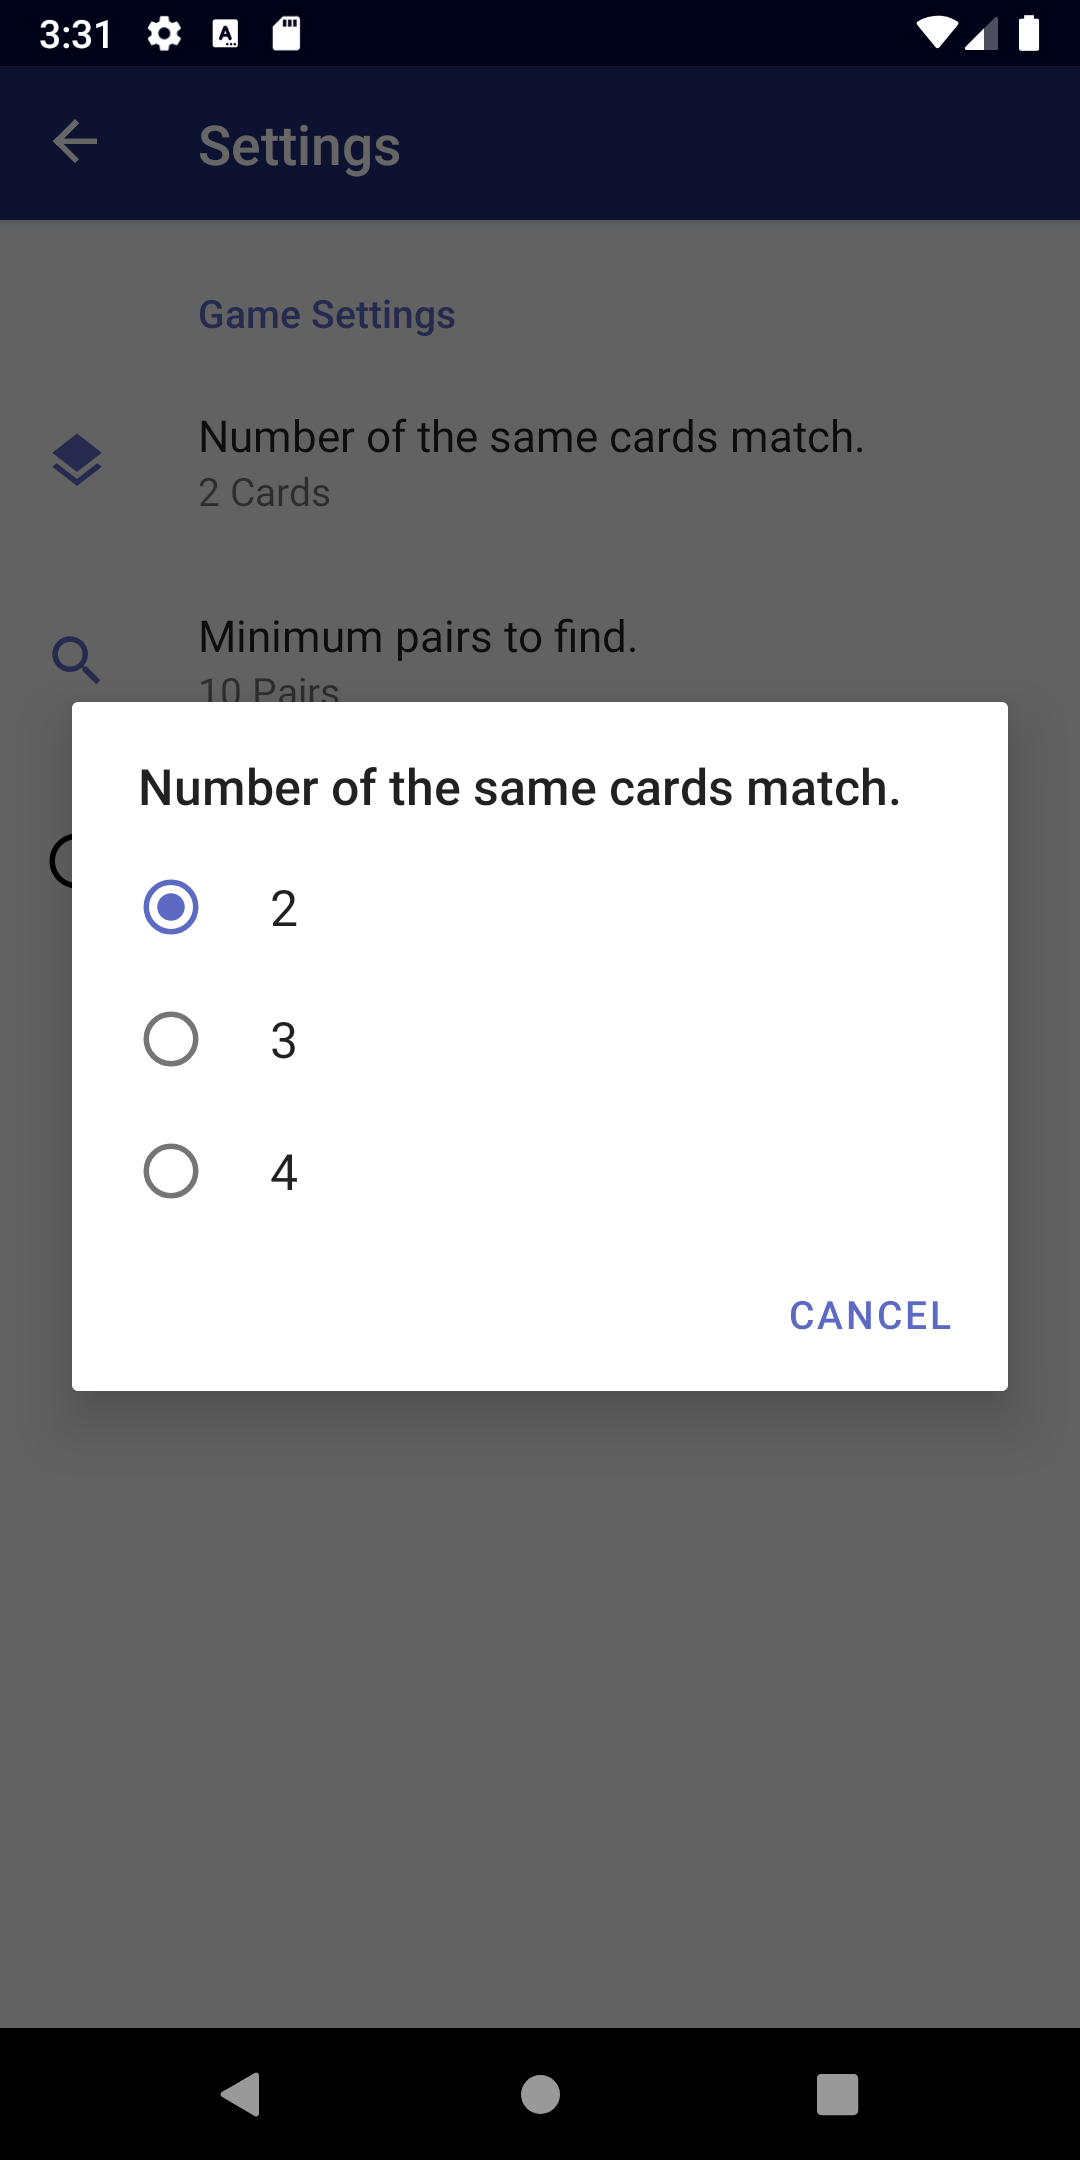 3:31
Settings
Game Settings
Number of the same cards match.
2 Cards
Minimum pairs to find.
10 Pairs
Number of the same cards match.
2
3
4
CANCEL